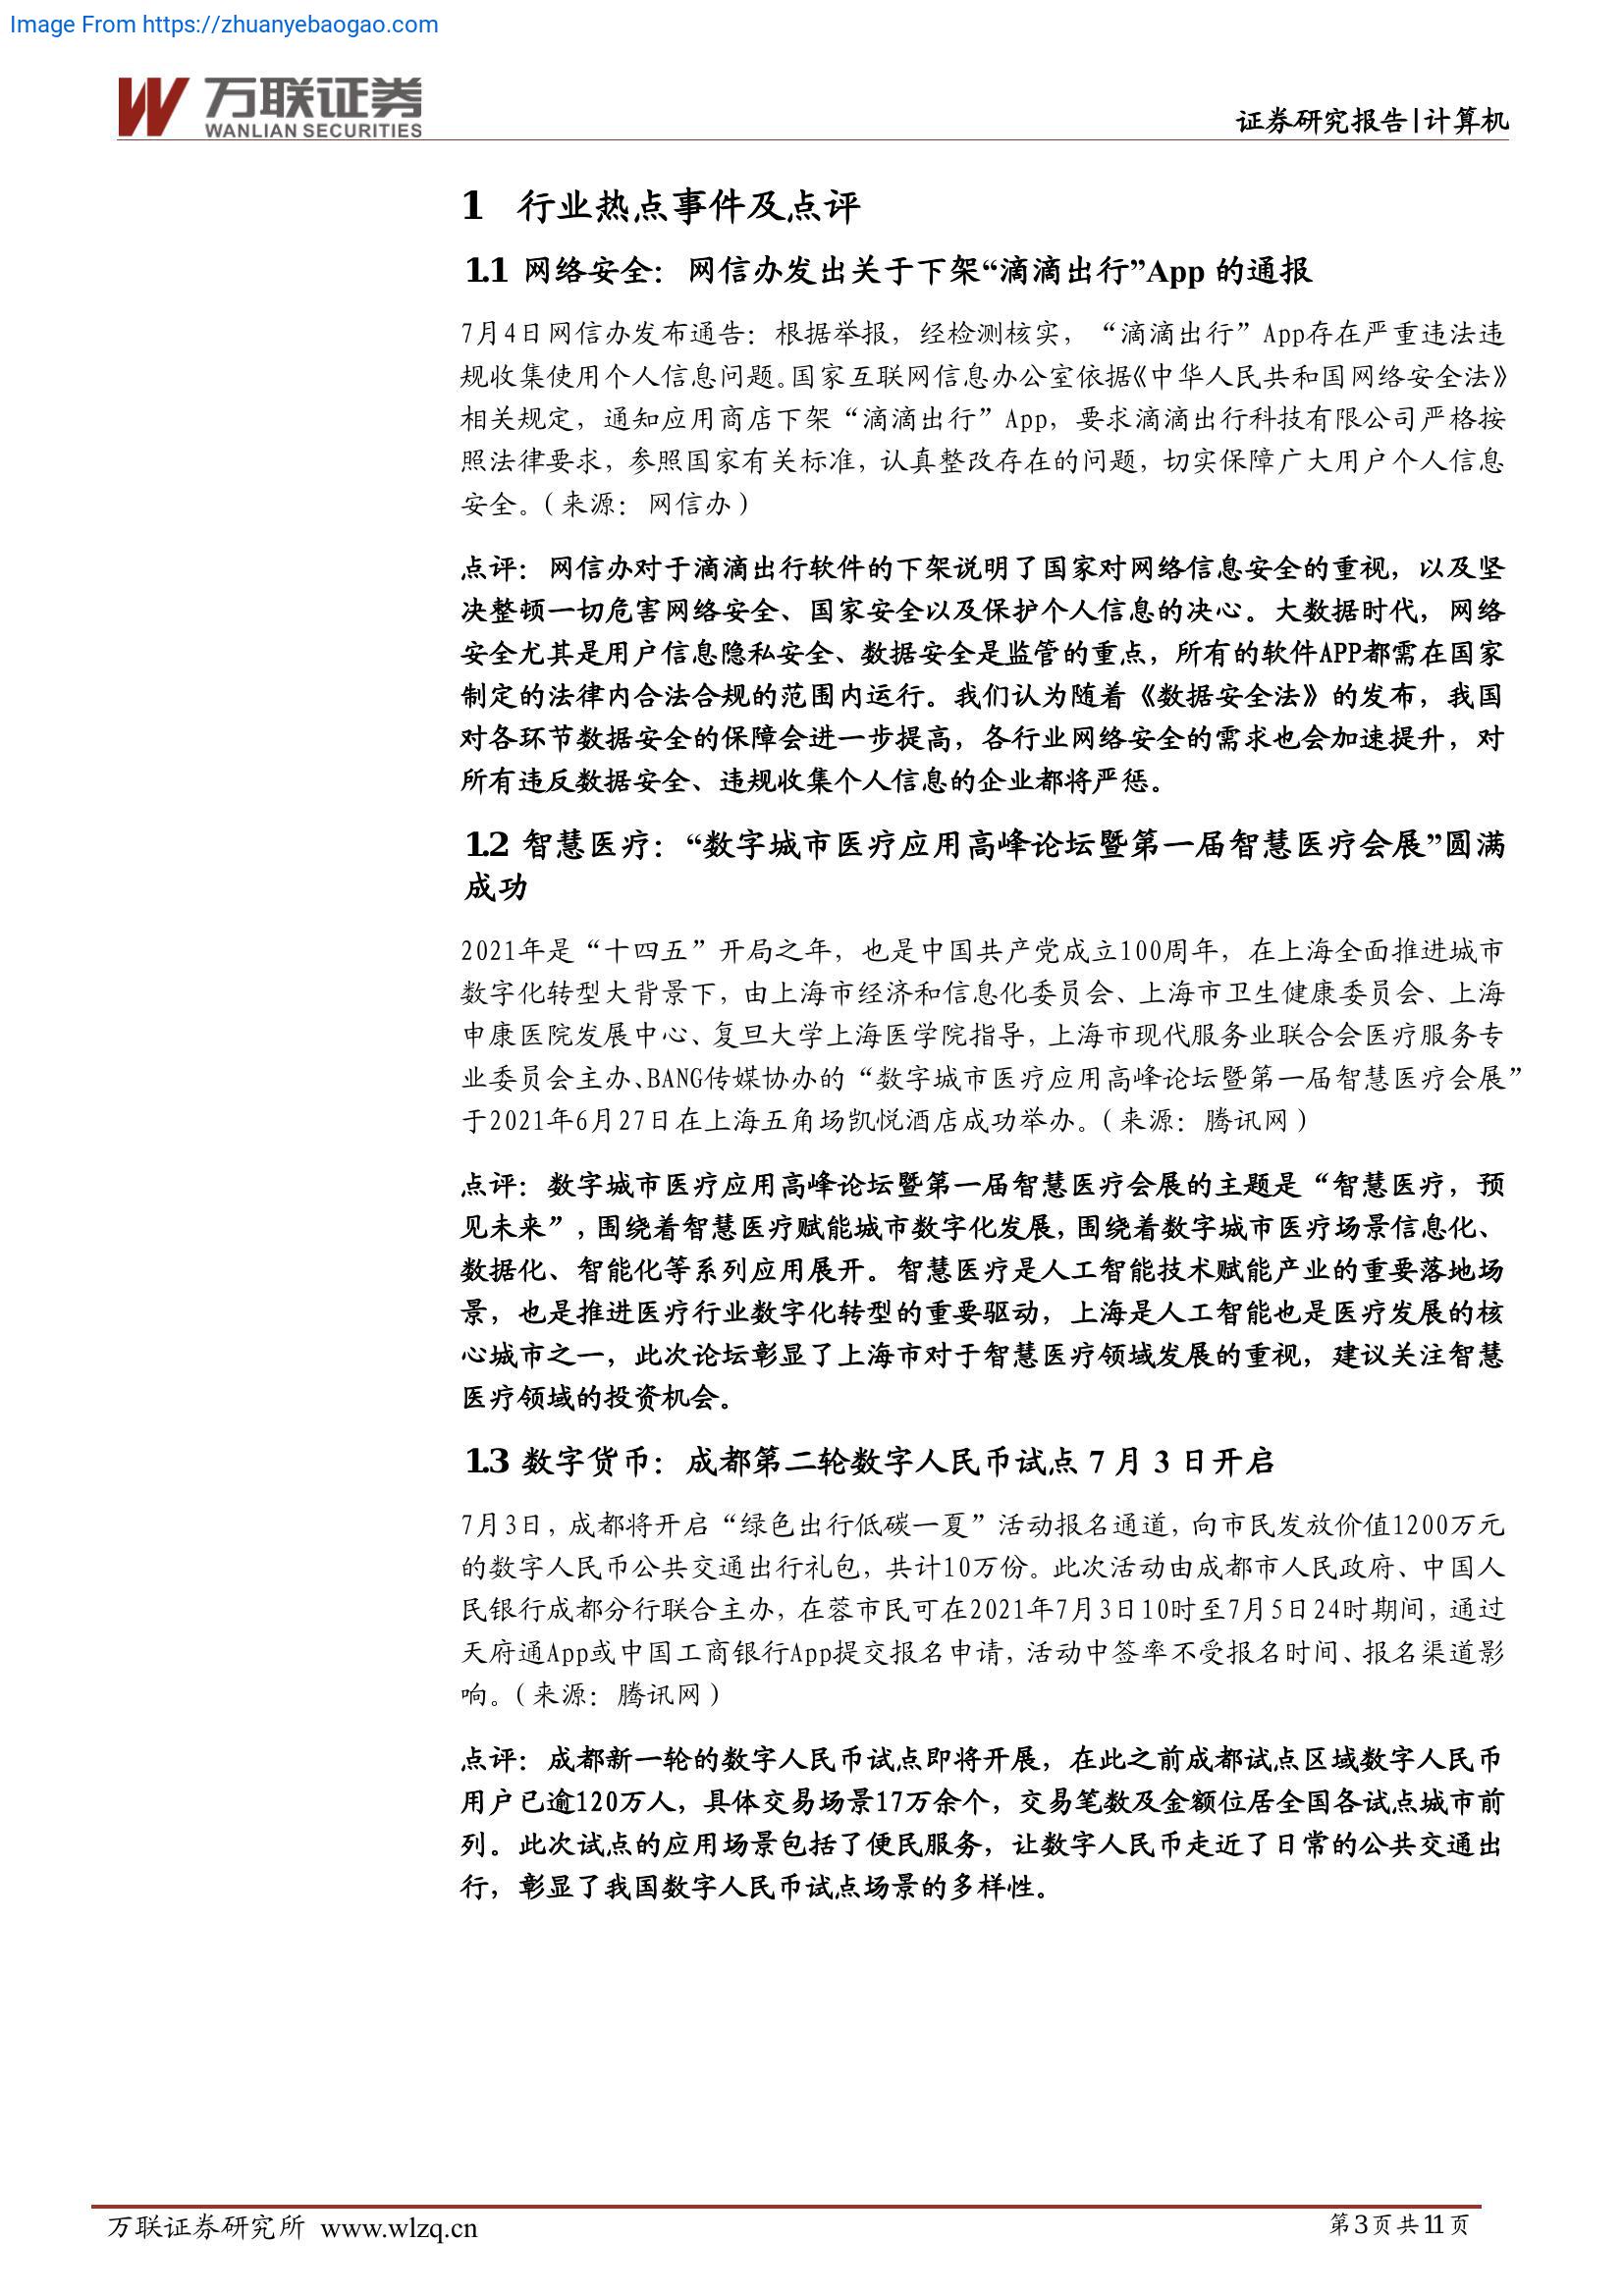 Image From https://zhuanyebaogao.com
万联证券
WANLIAN SECURITIES
证券研究报告|计算机
1 行业热点事件及点评
1.1 网络安全：网信办发出关于下架“滴滴出行”App 的通报
7月4日网信办发布通告：根据举报，经检测核实，“滴滴出行”App存在严重违法违
规收集使用个人信息问题。国家互联网信息办公室依据《中华人民共和国网络安全法》
相关规定，通知应用商店下架“滴滴出行”App，要求滴滴出行科技有限公司严格按
照法律要求，参照国家有关标准，认真整改存在的问题，切实保障广大用户个人信息
安全。（来源：网信办）
点评：网信办对于滴滴出行软件的下架说明了国家对网络信息安全的重视，以及坚
决整顿一切危害网络安全、国家安全以及保护个人信息的决心。大数据时代，网络
安全尤其是用户信息隐私安全、数据安全是监管的重点，所有的软件APP都需在国家
制定的法律内合法合规的范围内运行。我们认为随着《数据安全法》的发布，我国
对各环节数据安全的保障会进一步提高，各行业网络安全的需求也会加速提升，对
所有违反数据安全、违规收集个人信息的企业都将严惩。
1.2 智慧医疗：“数字城市医疗应用高峰论坛暨第一届智慧医疗会展”圆满
成功
2021年是“十四五”开局之年，也是中国共产党成立100周年，在上海全面推进城市
数字化转型大背景下，由上海市经济和信息化委员会、上海市卫生健康委员会、上海
申康医院发展中心、复旦大学上海医学院指导，上海市现代服务业联合会医疗服务专
业委员会主办、BANG传媒协办的“数字城市医疗应用高峰论坛暨第一届智慧医疗会展”
于2021年6月27日在上海五角场凯悦酒店成功举办。（来源：腾讯网）
点评：数字城市医疗应用高峰论坛暨第一届智慧医疗会展的主题是“智慧医疗，预
见未来”，围绕着智慧医疗赋能城市数字化发展，围绕着数字城市医疗场景信息化、
数据化、智能化等系列应用展开。智慧医疗是人工智能技术赋能产业的重要落地场
景，也是推进医疗行业数字化转型的重要驱动，上海是人工智能也是医疗发展的核
心城市之一，此次论坛彰显了上海市对于智慧医疗领域发展的重视，建议关注智慧
医疗领域的投资机会。
1.3 数字货币：成都第二轮数字人民币试点 7 月 3 日开启
7月3日，成都将开启“绿色出行低碳一夏”活动报名通道，向市民发放价值1200万元
的数字人民币公共交通出行礼包，共计10万份。此次活动由成都市人民政府、中国人
民银行成都分行联合主办，在蓉市民可在2021年7月3日10时至7月5日24时期间，通过
天府通App或中国工商银行App提交报名申请，活动中签率不受报名时间、报名渠道影
响。（来源：腾讯网）
点评：成都新一轮的数字人民币试点即将开展，在此之前成都试点区域数字人民币
用户已逾120万人，具体交易场景17万余个，交易笔数及金额位居全国各试点城市前
列。此次试点的应用场景包括了便民服务，让数字人民币走近了日常的公共交通出
行，彰显了我国数字人民币试点场景的多样性。
万联证券研究所 www.wlzq.cn
第3页共11页